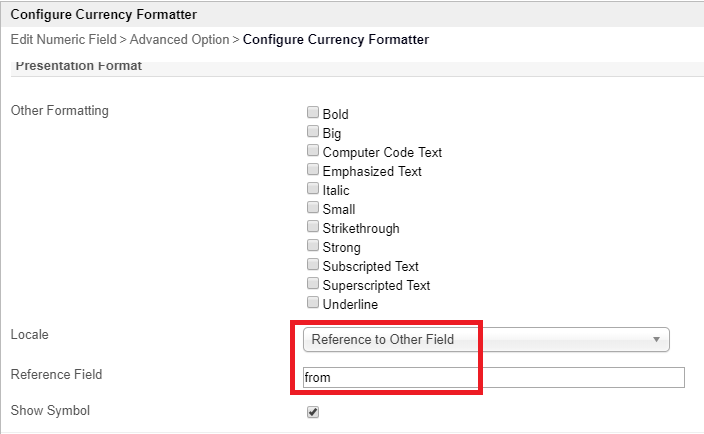 Configure Currency Formatter
Edit Numeric Field > Advanced Option > Configure Currency Formatter
Presentation Format
Other Formatting
Bold
Big
Computer Code Text
Emphasized Text
Italic
Small
Strikethrough
Strong
Subscripted Text
Superscripted Text
Underline
Locale
Reference to Other Field
Reference Field
from
Show Symbol